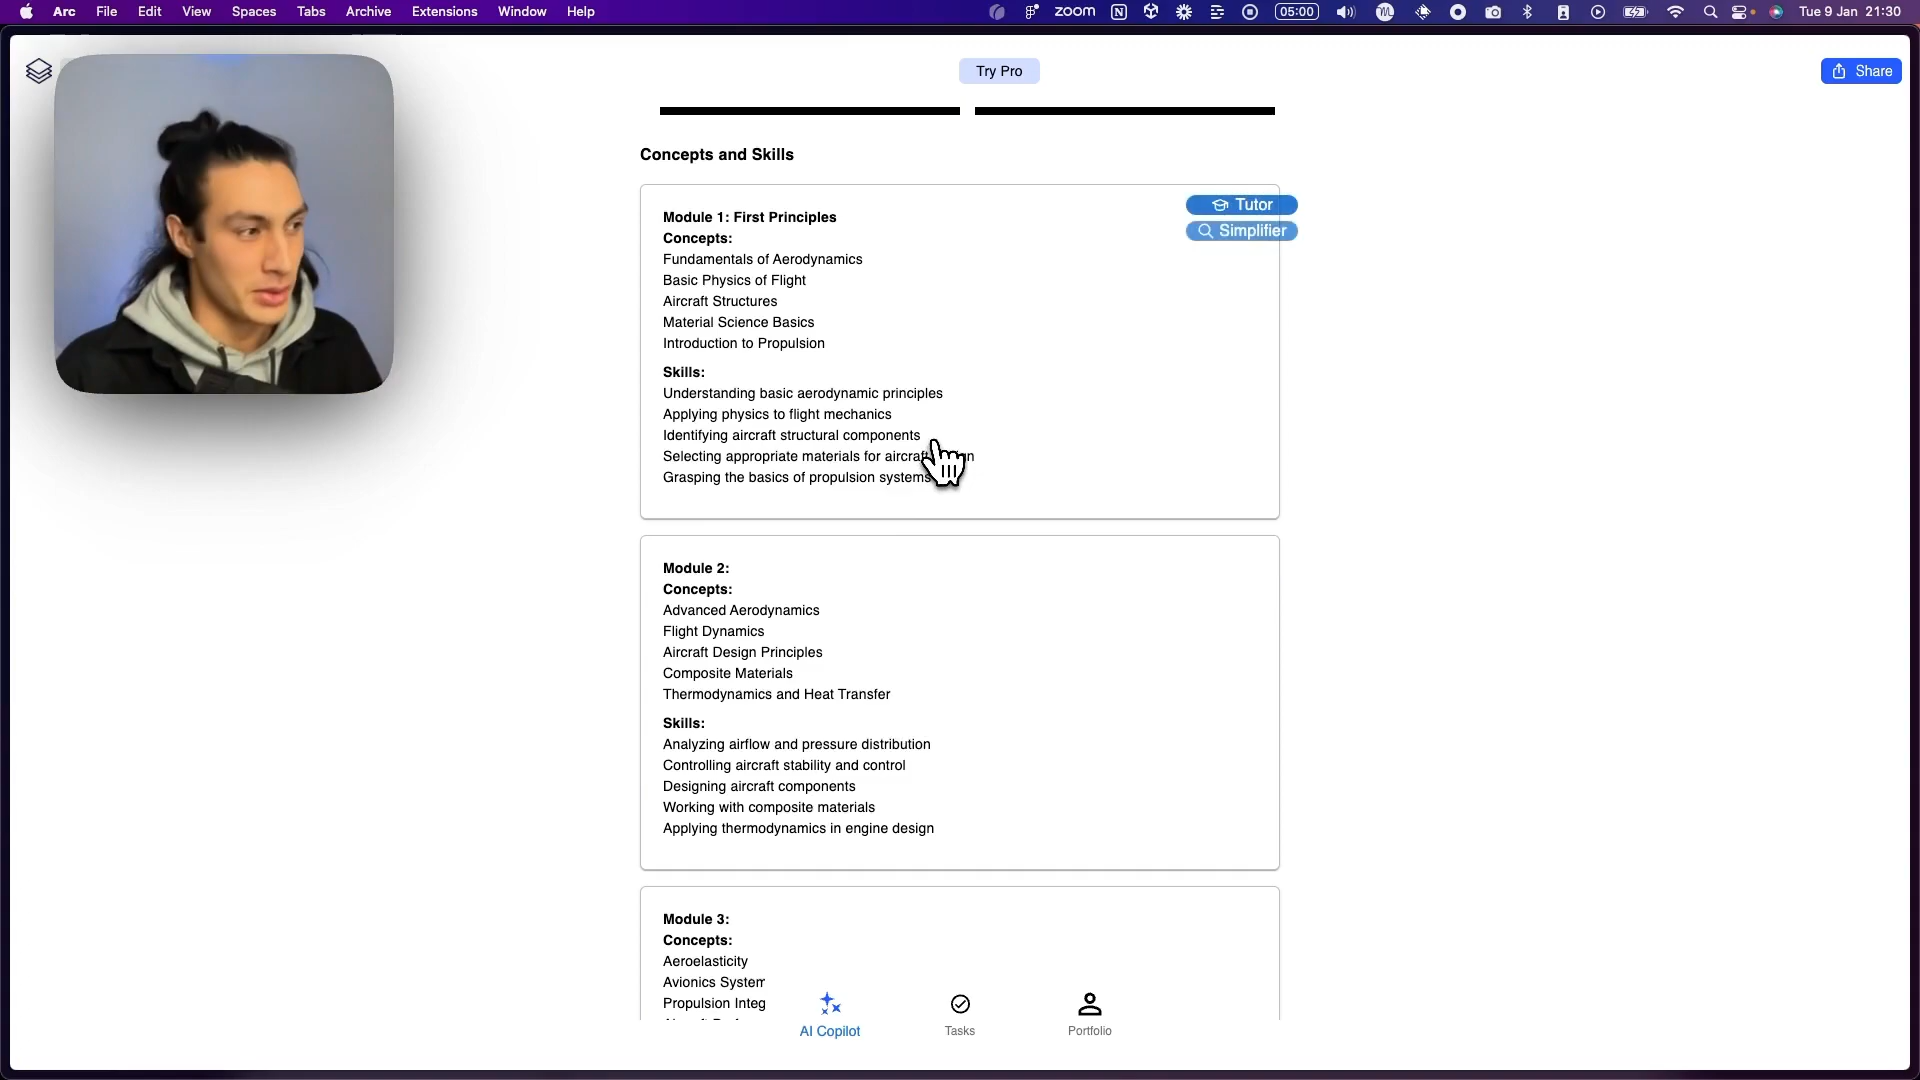 Arc File Edit View Spaces Tabs Archive Extensions Window Help zoom 05:00 Tue 9 Jan 21:30
Try Pro
Share
Concepts and Skills
Tutor
Simplifier
Module 1: First Principles
Concepts:
Fundamentals of Aerodynamics
Basic Physics of Flight
Aircraft Structures
Material Science Basics
Introduction to Propulsion
Skills:
Understanding basic aerodynamic principles
Applying physics to flight mechanics
Identifying aircraft structural components
Selecting appropriate materials for aircraft
Grasping the basics of propulsion systems
Module 2:
Concepts:
Advanced Aerodynamics
Flight Dynamics
Aircraft Design Principles
Composite Materials
Thermodynamics and Heat Transfer
Skills:
Analyzing airflow and pressure distribution
Controlling aircraft stability and control
Designing aircraft components
Working with composite materials
Applying thermodynamics in engine design
Module 3:
Concepts:
Aeroelasticity
Avionics System
Propulsion Integ
AI Copilot
Tasks
Portfolio